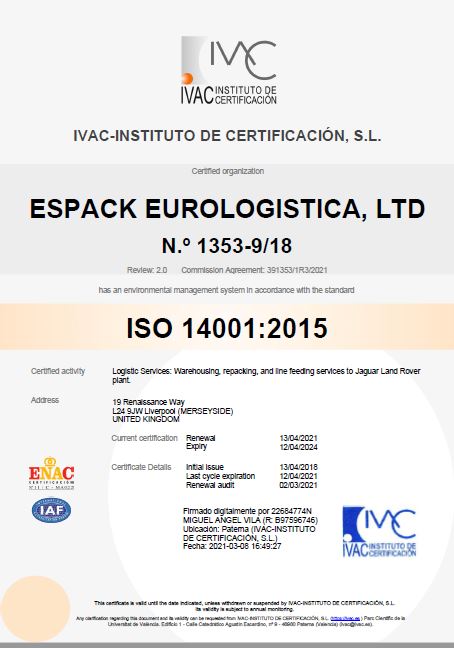 IVAC
IVAC INSTITUTO DE
CERTIFICACIÓN
IVAC-INSTITUTO DE CERTIFICACIÓN, S.L.
Certified organization
ESPACK EUROLOGISTICA, LTD
N.º 1353-9/18
Review: 2.0 Commission Agreement: 391353/1R3/2021
has an environmental management system in accordance with the standard
ISO 14001:2015
Certified activity Logistic Services: Warehousing, repacking, and line feeding services to Jaguar Land Rover
plant.
Address 19 Renaissance Way
L24 9JW Liverpool (MERSEYSIDE)
UNITED KINGDOM
Current certification Renewal 13/04/2021
Expiry 12/04/2024
Certificate Details Initial issue 13/04/2018
Last cycle expiration 12/04/2021
Renewal audit 02/03/2021
ENAC
CERTIFICACIÓN
IAF
Firmado digitalmente por 22684774N
MIGUEL ANGEL VILA (R: B97596746)
Ubicación: Paterna (IVAC-INSTITUTO
DE CERTIFICACIÓN, S.L.)
Fecha: 2021-03-08 16:49:27
IVAC
IVAC INSTITUTO DE
CERTIFICACIÓN
This certificate is valid until the date indicated, unless withdrawn or suspended by IVAC-INSTITUTO DE CERTIFICACIÓN, S.L.
Its validity is subject to annual monitoring.
Any clarification regarding this document and its validity can be requested from IVAC-INSTITUTO DE CERTIFICACIÓN, S.L. (https://ivac.es ) Parc Científic de la
Universitat de València. Edificio 1 - Calle Catedrático Agustín Escardino, nº 9 - 46900 Paterna (Valencia) (ivac@ivac.es).